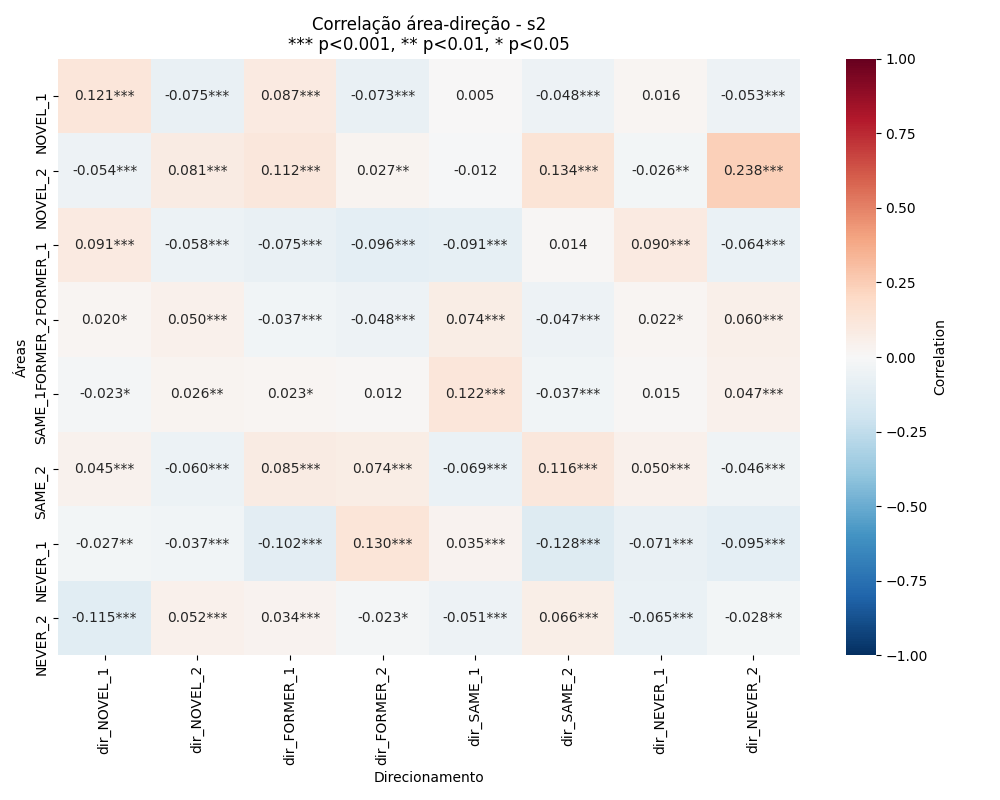 Correlação área-direção - s2
*** p<0.001, ** p<0.01, * p<0.05
Áreas
NOVEL_1
0.121*** -0.075*** 0.087*** -0.073*** 0.005 -0.048*** 0.016 -0.053***
NOVEL_2
-0.054*** 0.081*** 0.112*** 0.027** -0.012 0.134*** -0.026** 0.238***
FORMER_1
0.091*** -0.058*** -0.075*** -0.096*** -0.091*** 0.014 0.090*** -0.064***
FORMER_2
0.020* 0.050*** -0.037*** -0.048*** 0.074*** -0.047*** 0.022* 0.060***
SAME_1
-0.023* 0.026** 0.023* 0.012 0.122*** -0.037*** 0.015 0.047***
SAME_2
0.045*** -0.060*** 0.085*** 0.074*** -0.069*** 0.116*** 0.050*** -0.046***
NEVER_1
-0.027** -0.037*** -0.102*** 0.130*** 0.035*** -0.128*** -0.071*** -0.095***
NEVER_2
-0.115*** 0.052*** 0.034*** -0.023* -0.051*** 0.066*** -0.065*** -0.028**
dir_NOVEL_1
dir_NOVEL_2
dir_FORMER_1
dir_FORMER_2
dir_SAME_1
dir_SAME_2
dir_NEVER_1
dir_NEVER_2
Direcionamento
1.00
0.75
0.50
0.25
0.00
−0.25
−0.50
−0.75
−1.00
Correlation